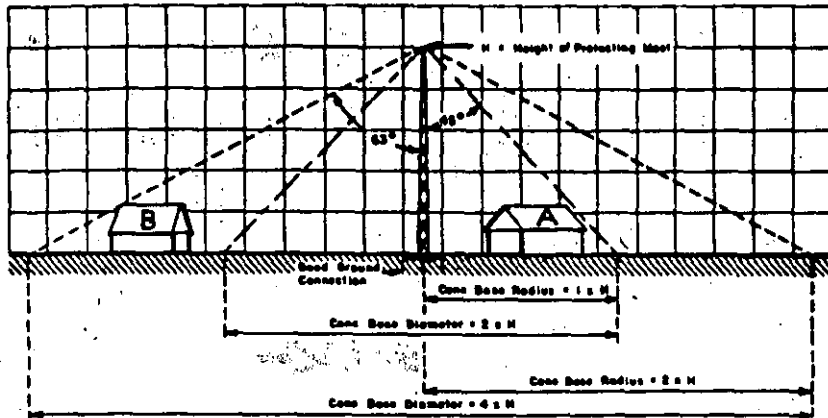 H = Height of Protecting Mast
63°
45°
B
A
Good Ground
Connection
Cone Base Radius = 1 x H
Cone Base Diameter = 2 x H
Cone Base Radius = 2 x H
Cone Base Diameter = 4 x H